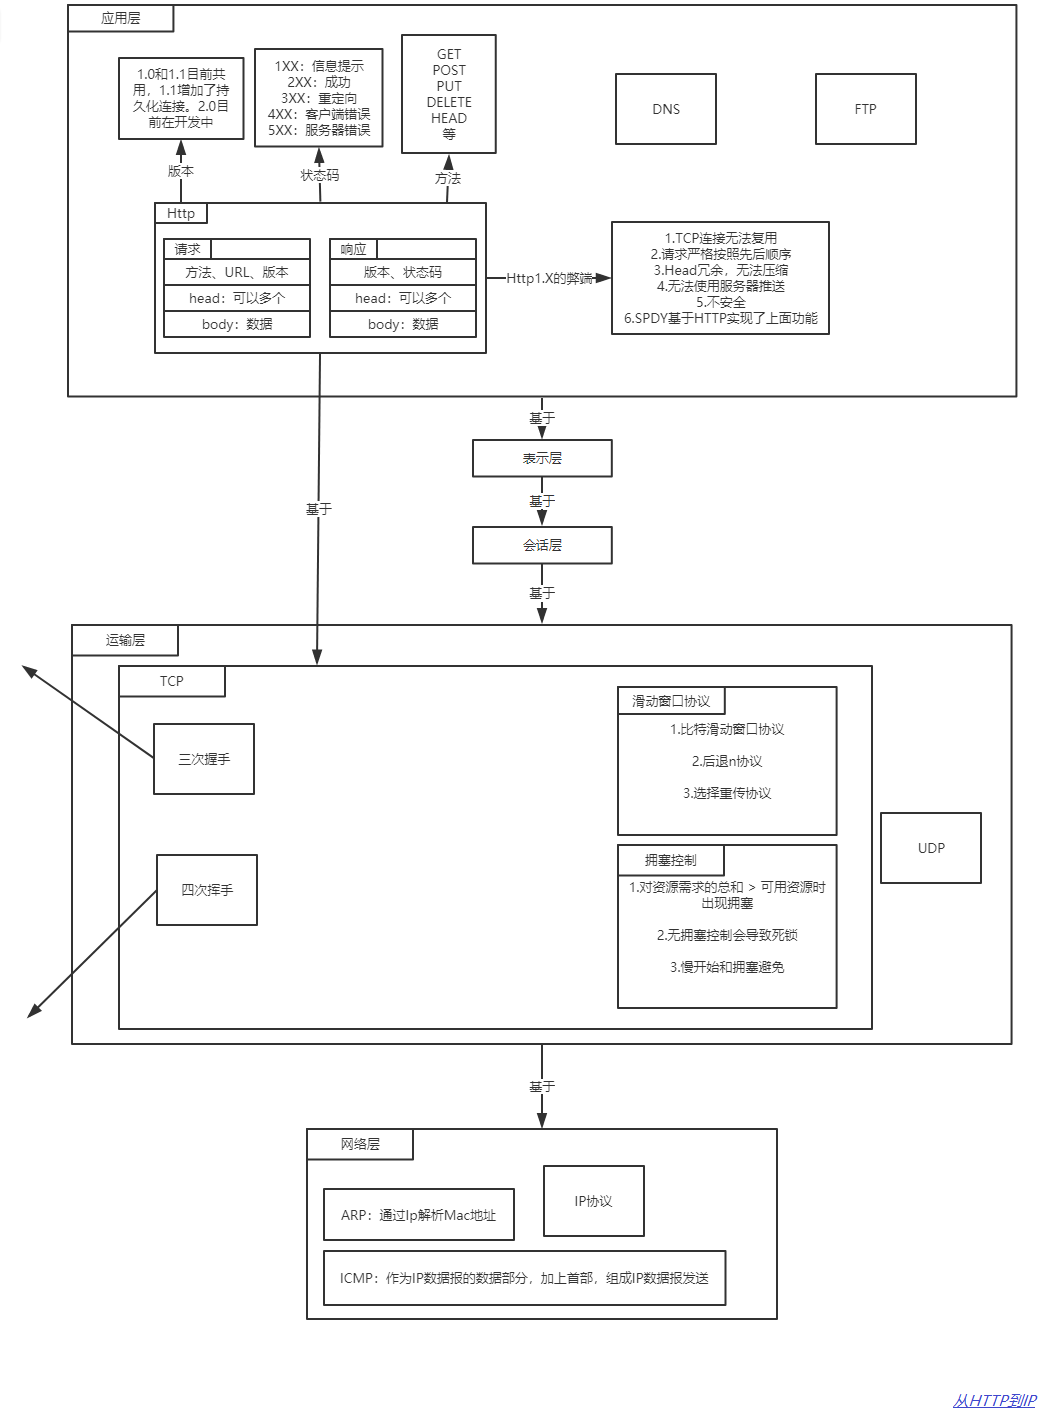 应用层
1.0和1.1目前共
用，1.1增加了持
久化连接。2.0目
前在开发中
1XX：信息提示
2XX：成功
3XX：重定向
4XX：客户端错误
5XX：服务器错误
GET
POST
PUT
DELETE
HEAD
等
DNS
FTP
版本
状态码
方法
Http
请求
方法、URL、版本
head：可以多个
body：数据
响应
版本、状态码
head：可以多个
body：数据
Http1.X的弊端
1.TCP连接无法复用
2.请求严格按照先后顺序
3.Head冗余，无法压缩
4.无法使用服务器推送
5.不安全
6.SPDY基于HTTP实现了上面功能
基于
表示层
基于
会话层
基于
基于
运输层
TCP
三次握手
四次挥手
滑动窗口协议
1.比特滑动窗口协议
2.后退n协议
3.选择重传协议
拥塞控制
1.对资源需求的总和 > 可用资源时
出现拥塞
2.无拥塞控制会导致死锁
3.慢开始和拥塞避免
UDP
基于
网络层
ARP：通过Ip解析Mac地址
IP协议
ICMP：作为IP数据报的数据部分，加上首部，组成IP数据报发送
从HTTP到IP